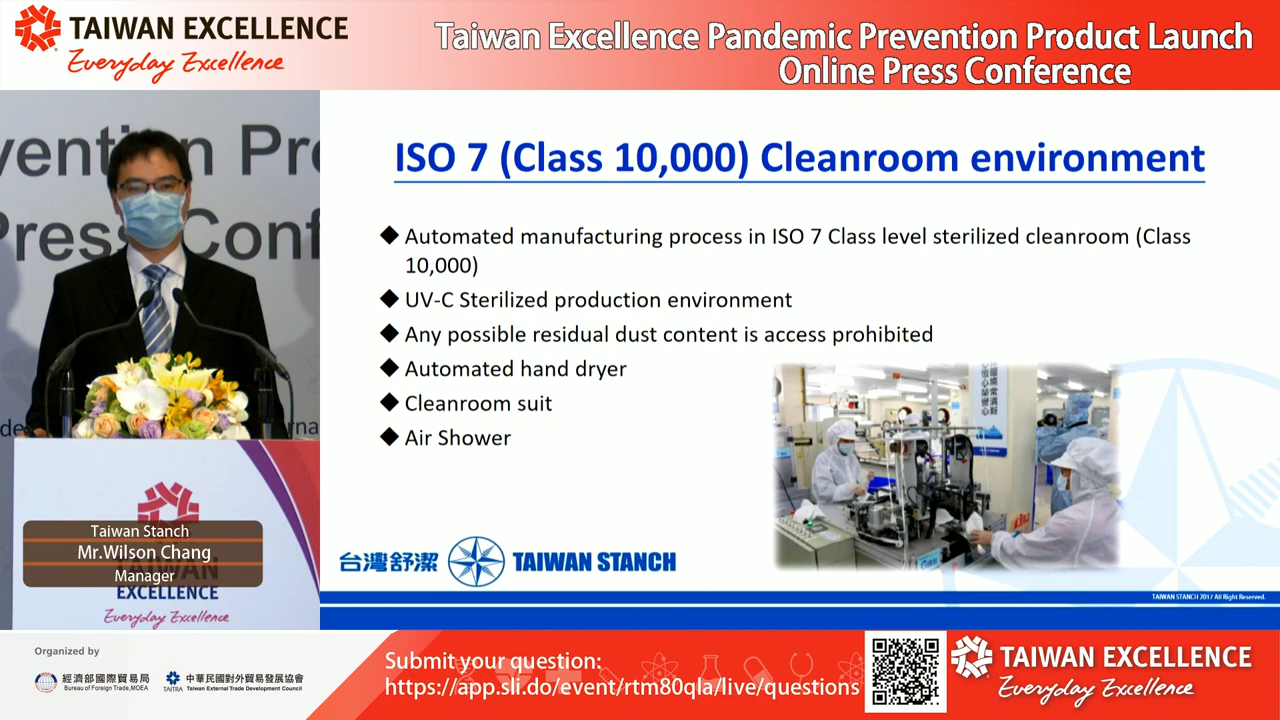 TAIWAN EXCELLENCE
Everyday Excellence
Taiwan Excellence Pandemic Prevention Product Launch
Online Press Conference
vention Pro
Press Conf
ISO 7 (Class 10,000) Cleanroom environment
◆ Automated manufacturing process in ISO 7 Class level sterilized cleanroom (Class
10,000)
◆ UV-C Sterilized production environment
◆ Any possible residual dust content is access prohibited
◆ Automated hand dryer
◆ Cleanroom suit
◆ Air Shower
台灣舒潔 TAIWAN STANCH
TAIWAN STANCH 2017 All Right Reserved.
Taiwan Stanch
Mr.Wilson Chang
Manager
EXCELLENCE
Everyday Excellence
Organized by
經濟部國際貿易局
Bureau of Foreign Trade,MOEA
TAITRA
中華民國對外貿易發展協會
Taiwan External Trade Development Council
Submit your question:
https://app.sli.do/event/rtm80qla/live/questions
TAIWAN EXCELLENCE
Everyday Excellence